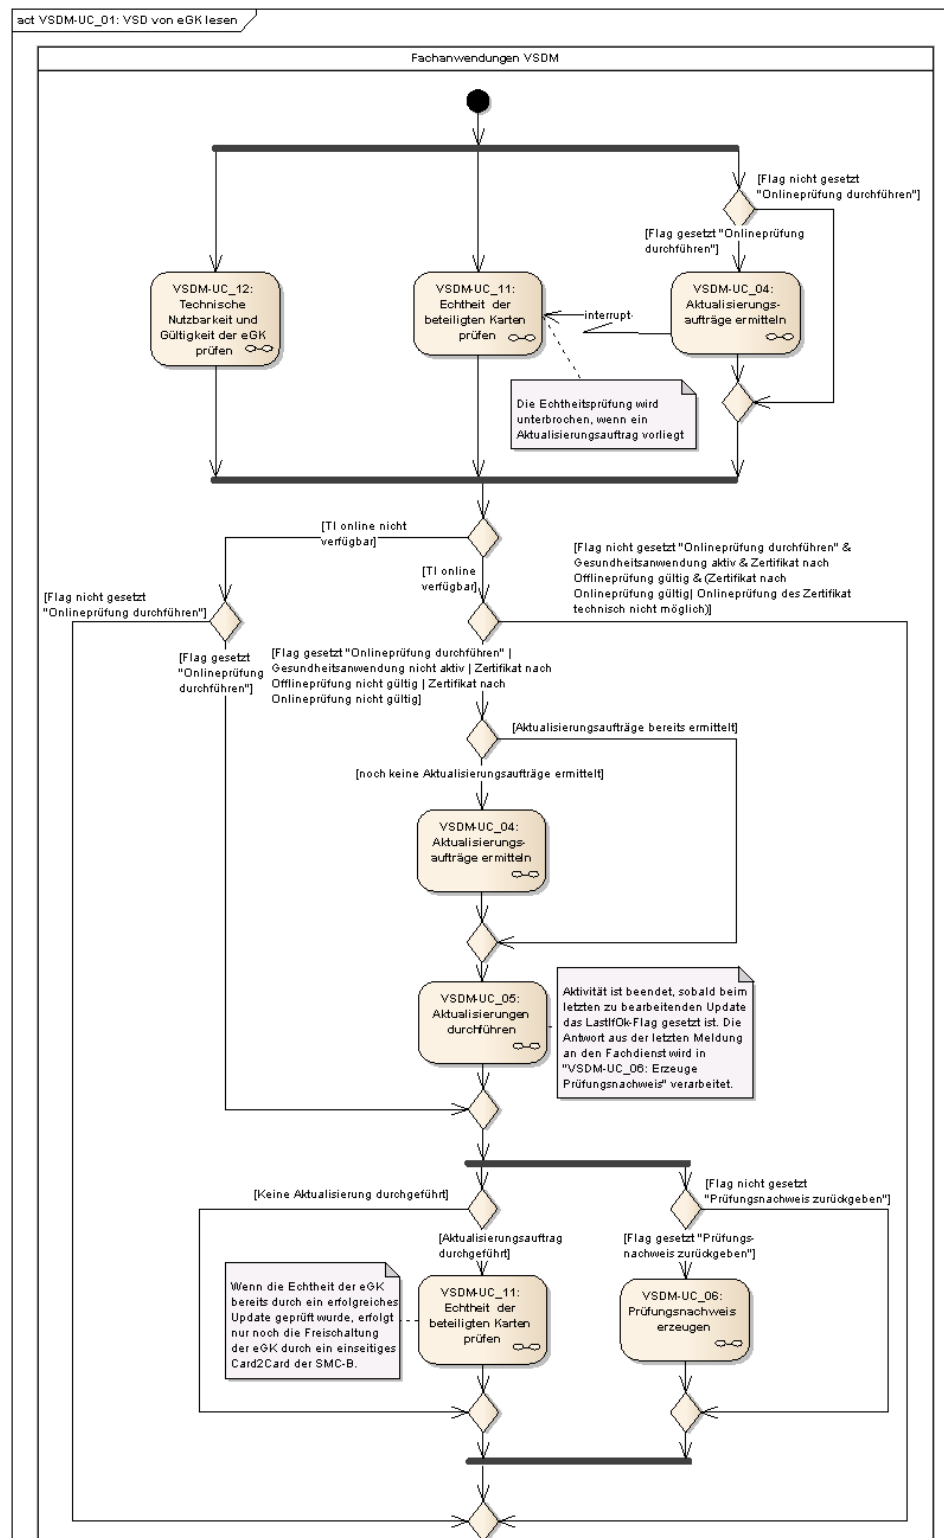 act VSDM-UC_01: VSD von eGK lesen
Fachanwendungen VSDM
[Flag nicht gesetzt
"Onlineprüfung durchführen"]
[Flag gesetzt "Onlineprüfung
durchführen"]
VSDM-UC_12:
Technische
Nutzbarkeit und
Gültigkeit der eGK
prüfen
VSDM-UC_11:
Echtheit der
beteiligten Karten
prüfen
interrupt
VSDM-UC_04:
Aktualisierungs-
aufträge ermitteln
Die Echtheitsprüfung wird
unterbrochen, wenn ein
Aktualisierungsauftrag vorliegt
[TI online nicht
verfügbar]
[TI online
verfügbar]
[Flag nicht gesetzt "Onlineprüfung durchführen" &
Gesundheitsanwendung aktiv & Zertifikat nach
Offlineprüfung gültig & (Zertifikat nach
Onlineprüfung gültig| Onlineprüfung des Zertifikat
technisch nicht möglich)]
[Flag nicht gesetzt
"Onlineprüfung durchführen"]
[Flag gesetzt
"Onlineprüfung
durchführen"]
[Flag gesetzt "Onlineprüfung durchführen" |
Gesundheitsanwendung nicht aktiv | Zertifikat nach
Offlineprüfung nicht gültig | Zertifikat nach
Onlineprüfung nicht gültig]
[Aktualisierungsaufträge bereits ermittelt]
[noch keine Aktualisierungsaufträge ermittelt]
VSDM-UC_04:
Aktualisierungs-
aufträge ermitteln
VSDM-UC_05:
Aktualisierungen
durchführen
Aktivität ist beendet, sobald beim
letzten zu bearbeitenden Update
das LastIfOk-Flag gesetzt ist. Die
Antwort aus der letzten Meldung
an den Fachdienst wird in
"VSDM-UC_06: Erzeuge
Prüfungsnachweis" verarbeitet.
[Keine Aktualisierung durchgeführt]
[Flag nicht gesetzt
"Prüfungsnachweis zurückgeben"]
[Aktualisierungsauftrag
durchgeführt]
[Flag gesetzt "Prüfungs-
nachweis zurückgeben"]
Wenn die Echtheit der eGK
bereits durch ein erfolgreiches
Update geprüft wurde, erfolgt
nur noch die Freischaltung
der eGK durch ein einseitiges
Card2Card der SMC-B.
VSDM-UC_11:
Echtheit der
beteiligten Karten
prüfen
VSDM-UC_06:
Prüfungsnachweis
erzeugen